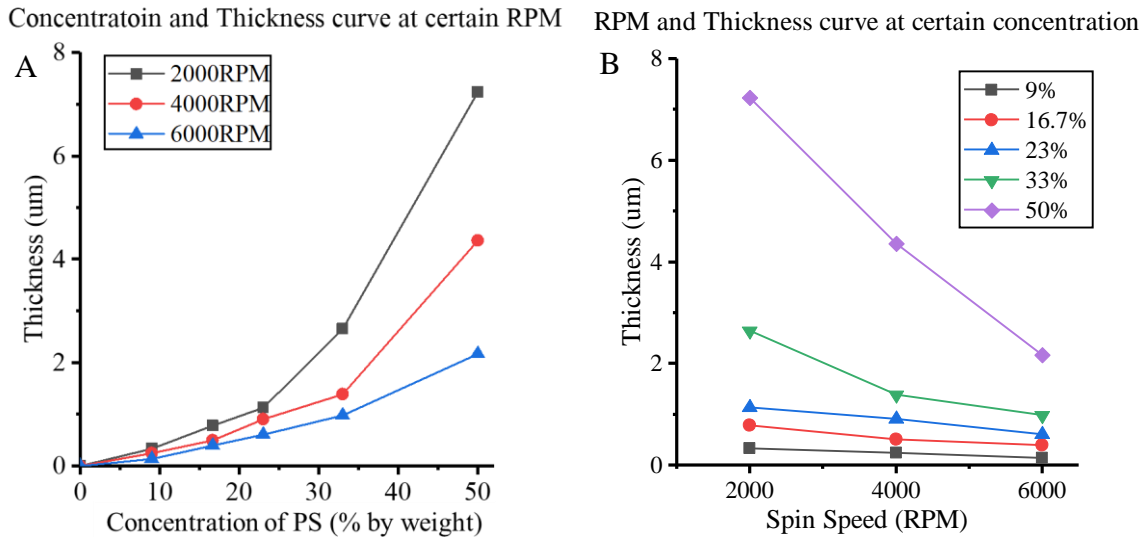 Concentratoin and Thickness curve at certain RPM
A
2000RPM
4000RPM
6000RPM
Thickness (um)
8
6
4
2
0
0 10 20 30 40 50
Concentration of PS (% by weight)
RPM and Thickness curve at certain concentration
B
9%
16.7%
23%
33%
50%
Thickness (um)
8
6
4
2
0
2000 4000 6000
Spin Speed (RPM)